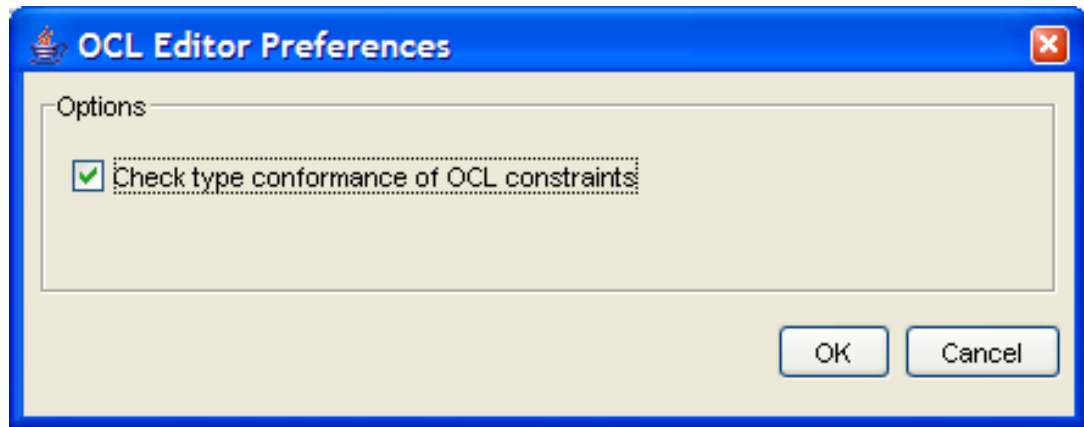 OCL Editor Preferences
Options
Check type conformance of OCL constraints
OK Cancel